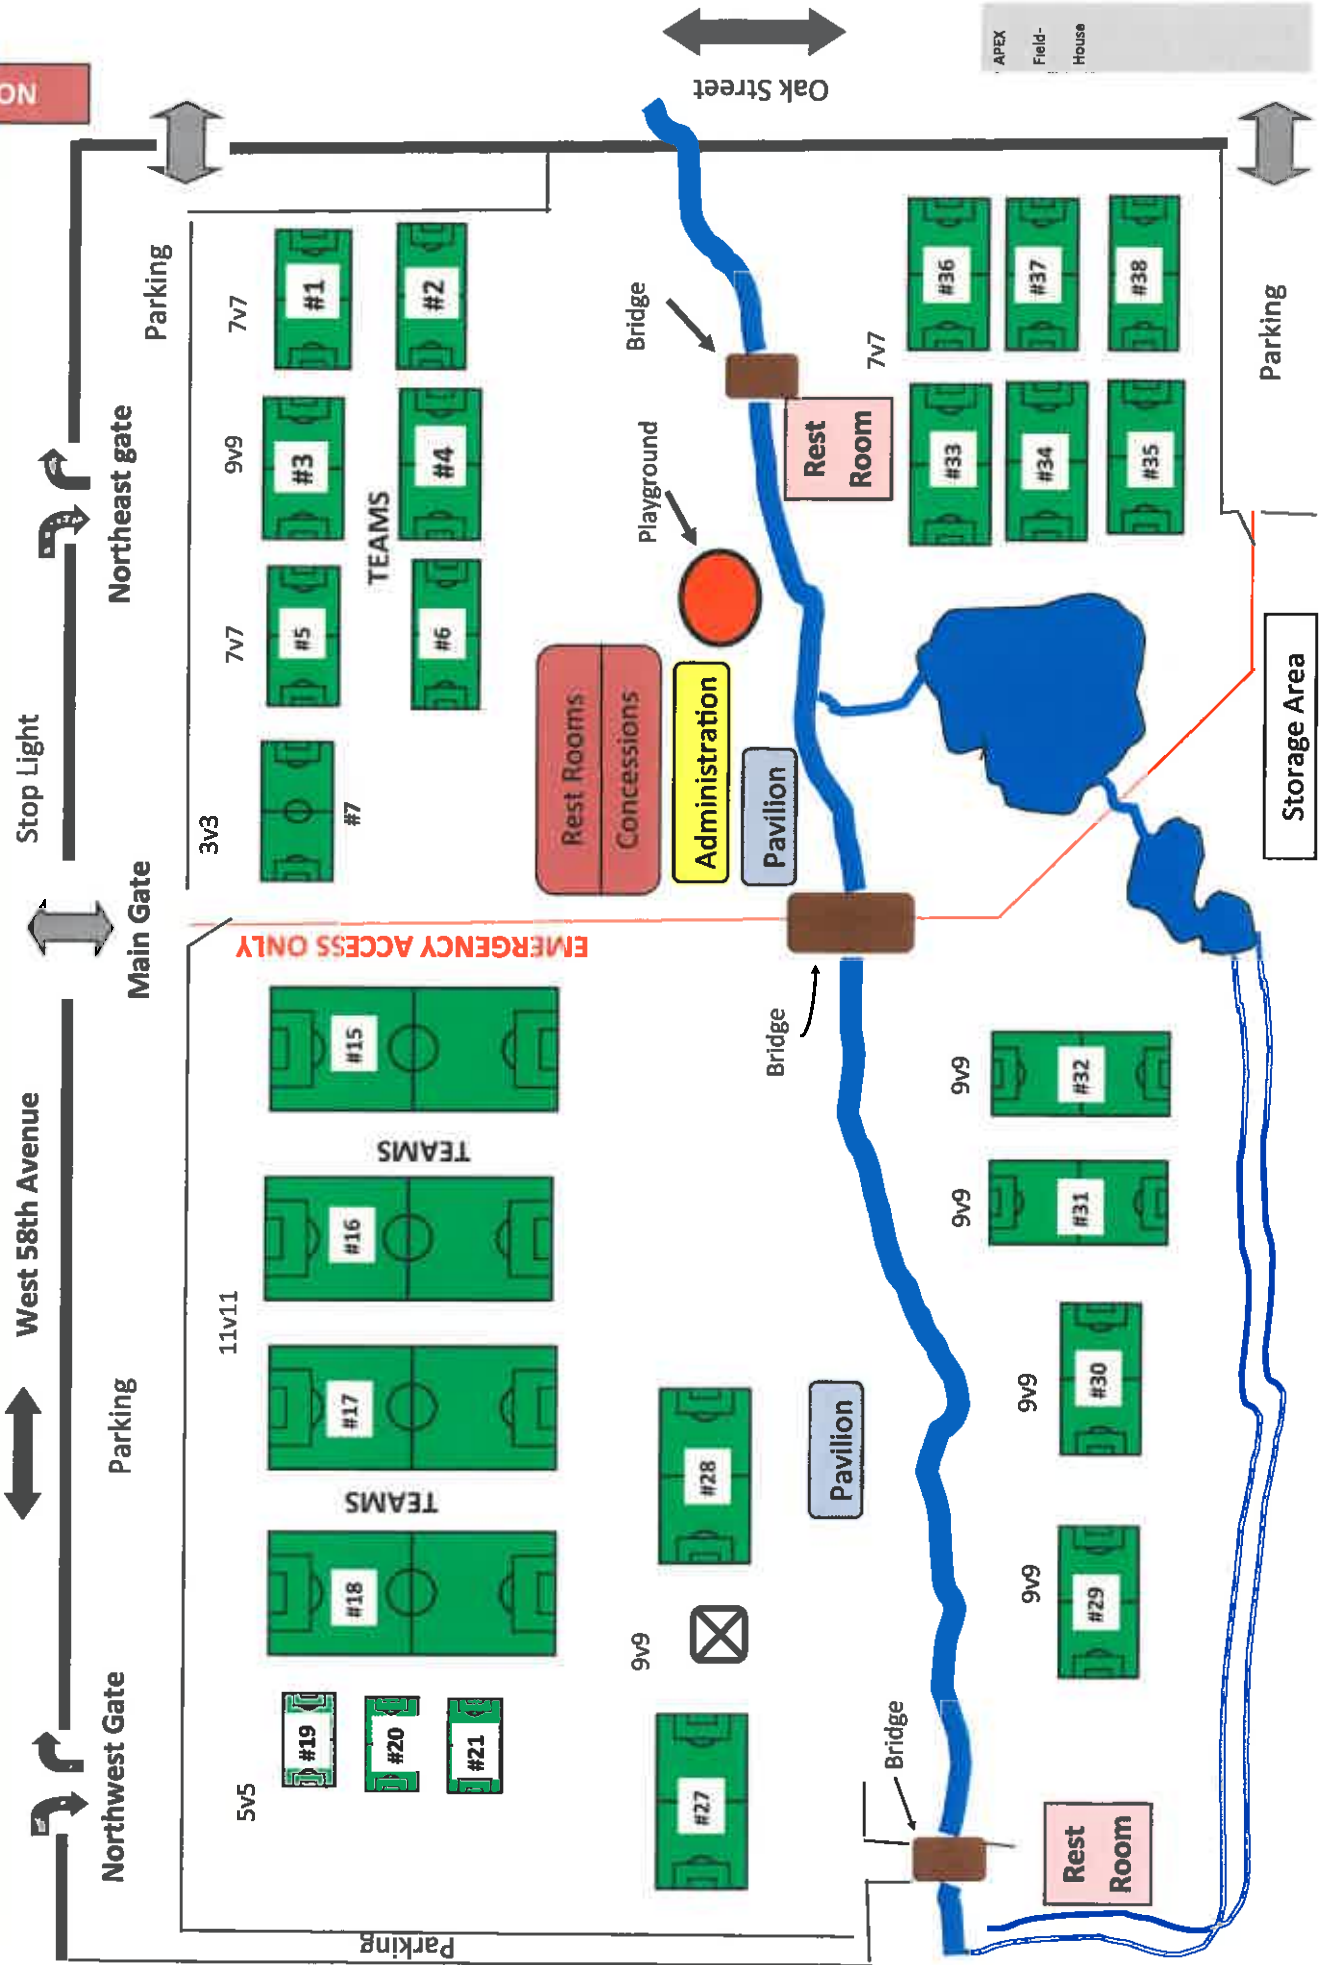 NO
West 58th Avenue
Stop Light
Northwest Gate
Main Gate
Northeast gate
Parking
Parking
Parking
5v5
11v11
3v3
7v7
9v9
7v7
#19
#20
#21
#18
TEAMS
#17
#16
TEAMS
#15
EMERGENCY ACCESS ONLY
#7
#5
#6
TEAMS
#3
#4
#1
#2
Oak Street
APEX
Field-
House
#27
9v9
#28
Pavilion
Rest Rooms
Concessions
Administration
Pavilion
Playground
Bridge
Bridge
Bridge
Rest
Room
7v7
#33
#34
#35
#36
#37
#38
Rest
Room
9v9
#29
9v9
#30
9v9
#31
9v9
#32
Storage Area
Parking